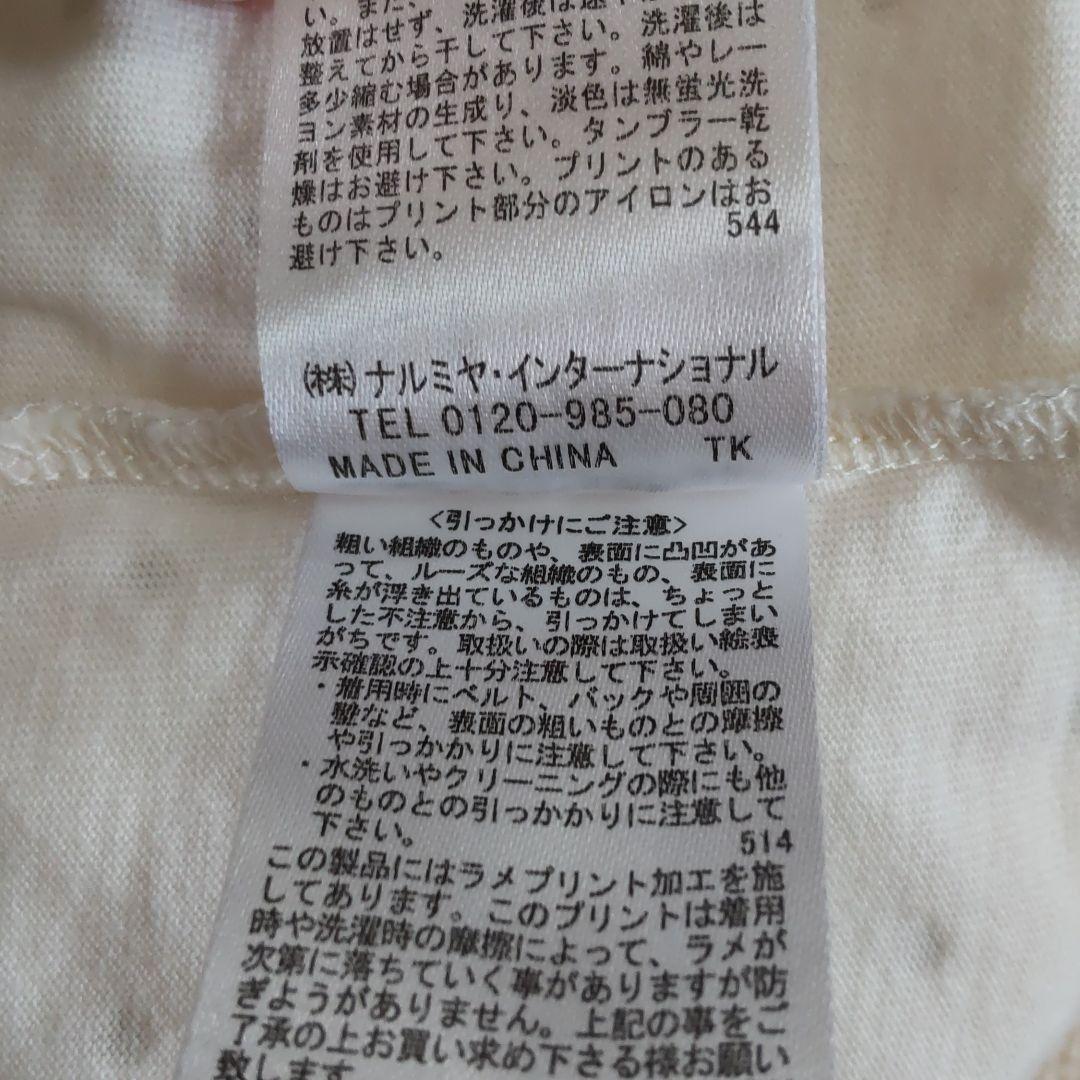 い。また、
放置はせず、洗濯後は速や
整えてから干して下さい。洗濯後は
多少縮む場合があります。綿やレー
ヨン素材の生成り、淡色は無蛍光洗
剤を使用して下さい。タンブラー乾
燥はお避け下さい。プリントのある
ものはプリント部分のアイロンはお
避け下さい。
544
㈱ナルミヤ・インターナショナル
TEL 0120-985-080
MADE IN CHINA TK
〈引っかけにご注意〉
粗い組織のものや、表面に凸凹があ
って、ルーズな組織のもの、表面に
糸が浮き出ているものは、ちょっと
した不注意から、引っかけてしまい
がちです。取扱いの際は取扱い絵表
示確認の上十分注意して下さい。
・着用時にベルト、バックや周囲の
壁など、表面の粗いものとの摩擦
や引っかかりに注意して下さい。
・水洗いやクリーニングの際にも他
のものとの引っかかりに注意して
下さい。
514
この製品にはラメプリント加工を施
してあります。このプリントは着用
時や洗濯時の摩擦によって、ラメが
次第に落ちていく事がありますが防
ぎようがありません。上記の事をご
了承の上お買い求め下さる様お願い
致します